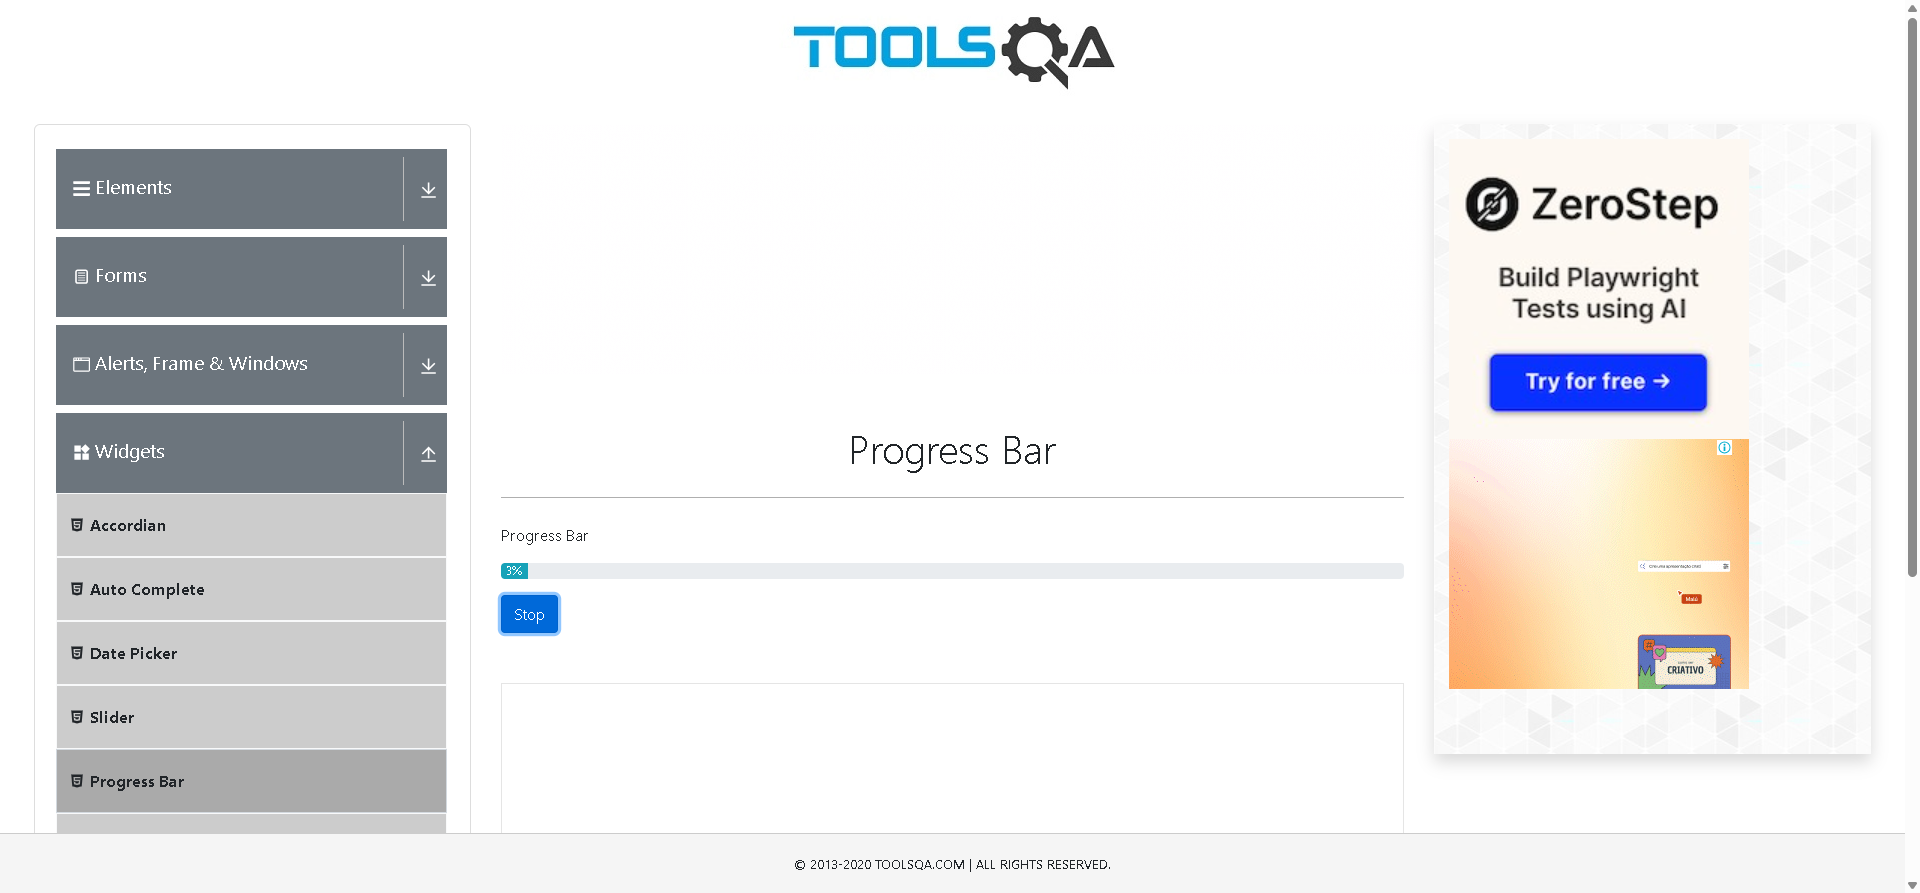 TOOLSQA
Elements
Forms
Alerts, Frame & Windows
Widgets
Accordian
Auto Complete
Date Picker
Slider
Progress Bar
Progress Bar
Progress Bar
3%
Stop
ZeroStep
Build Playwright
Tests using AI
Try for free →
CRIATIVO
© 2013-2020 TOOLSQA.COM | ALL RIGHTS RESERVED.